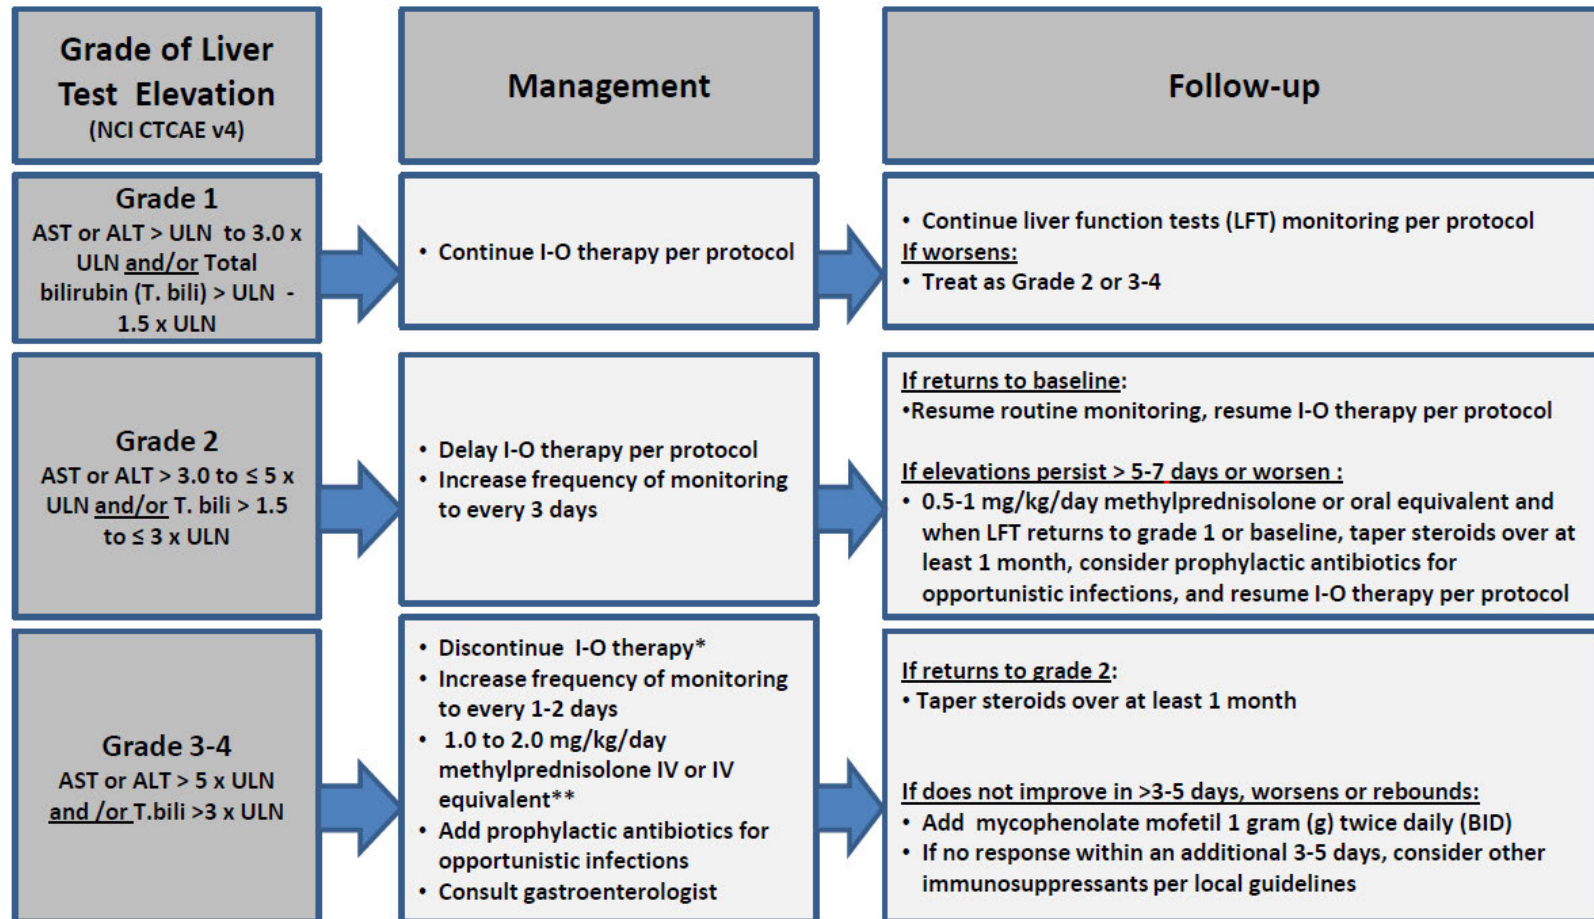 Grade of Liver
Test Elevation
(NCI CTCAE v4)
Management
Follow-up
Grade 1
AST or ALT > ULN to 3.0 x
ULN and/or Total
bilirubin (T. bili) > ULN -
1.5 x ULN
• Continue I-O therapy per protocol
• Continue liver function tests (LFT) monitoring per protocol
If worsens:
• Treat as Grade 2 or 3-4
Grade 2
AST or ALT > 3.0 to ≤ 5 x
ULN and/or T. bili > 1.5
to ≤ 3 x ULN
• Delay I-O therapy per protocol
• Increase frequency of monitoring
to every 3 days
If returns to baseline:
•Resume routine monitoring, resume I-O therapy per protocol
If elevations persist > 5-7 days or worsen :
• 0.5-1 mg/kg/day methylprednisolone or oral equivalent and
when LFT returns to grade 1 or baseline, taper steroids over at
least 1 month, consider prophylactic antibiotics for
opportunistic infections, and resume I-O therapy per protocol
Grade 3-4
AST or ALT > 5 x ULN
and /or T.bili >3 x ULN
• Discontinue I-O therapy*
• Increase frequency of monitoring
to every 1-2 days
• 1.0 to 2.0 mg/kg/day
methylprednisolone IV or IV
equivalent**
• Add prophylactic antibiotics for
opportunistic infections
• Consult gastroenterologist
If returns to grade 2:
• Taper steroids over at least 1 month
If does not improve in >3-5 days, worsens or rebounds:
• Add mycophenolate mofetil 1 gram (g) twice daily (BID)
• If no response within an additional 3-5 days, consider other
immunosuppressants per local guidelines